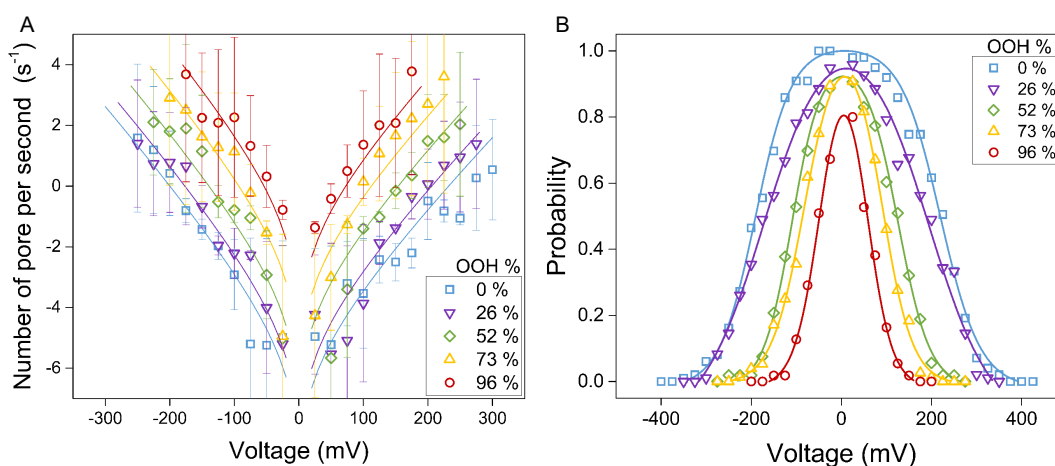 A
Number of pore per second (s⁻¹)
4
2
0
-2
-4
-6
-300 -200 -100 0 100 200 300
Voltage (mV)
OOH %
0 %
26 %
52 %
73 %
96 %
B
Probability
1.0
0.8
0.6
0.4
0.2
0.0
-400 -200 0 200 400
Voltage (mV)
OOH %
0 %
26 %
52 %
73 %
96 %